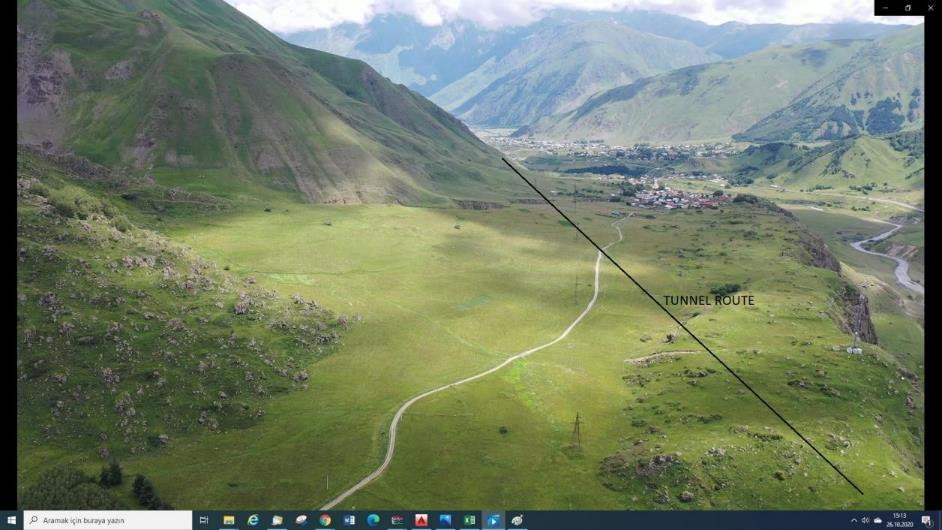 TUNNEL ROUTE
Aramak için buraya yazın
15:13
26.10.2020